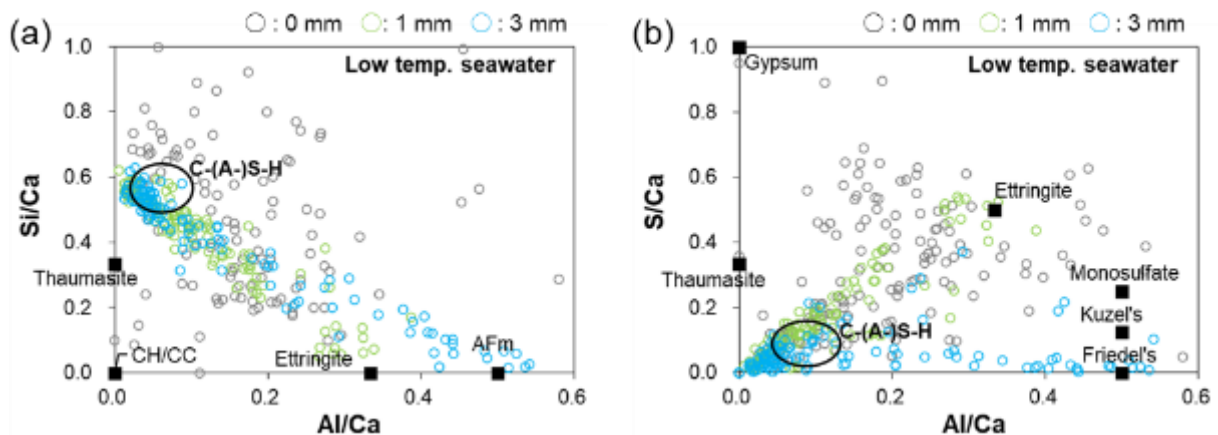 (a)
○ : 0 mm ○ : 1 mm ○ : 3 mm
Low temp. seawater
1.0
0.8
0.6
0.4
0.2
0.0
Si/Ca
C-(A-)S-H
Thaumasite
CH/CC
Ettringite
AFm
0.0 0.2 0.4 0.6
Al/Ca
(b)
○ : 0 mm ○ : 1 mm ○ : 3 mm
Low temp. seawater
1.0
0.8
0.6
0.4
0.2
0.0
S/Ca
Gypsum
Ettringite
Thaumasite
Monosulfate
Kuzel's
C-(A-)S-H
Friedel's
0.0 0.2 0.4 0.6
Al/Ca